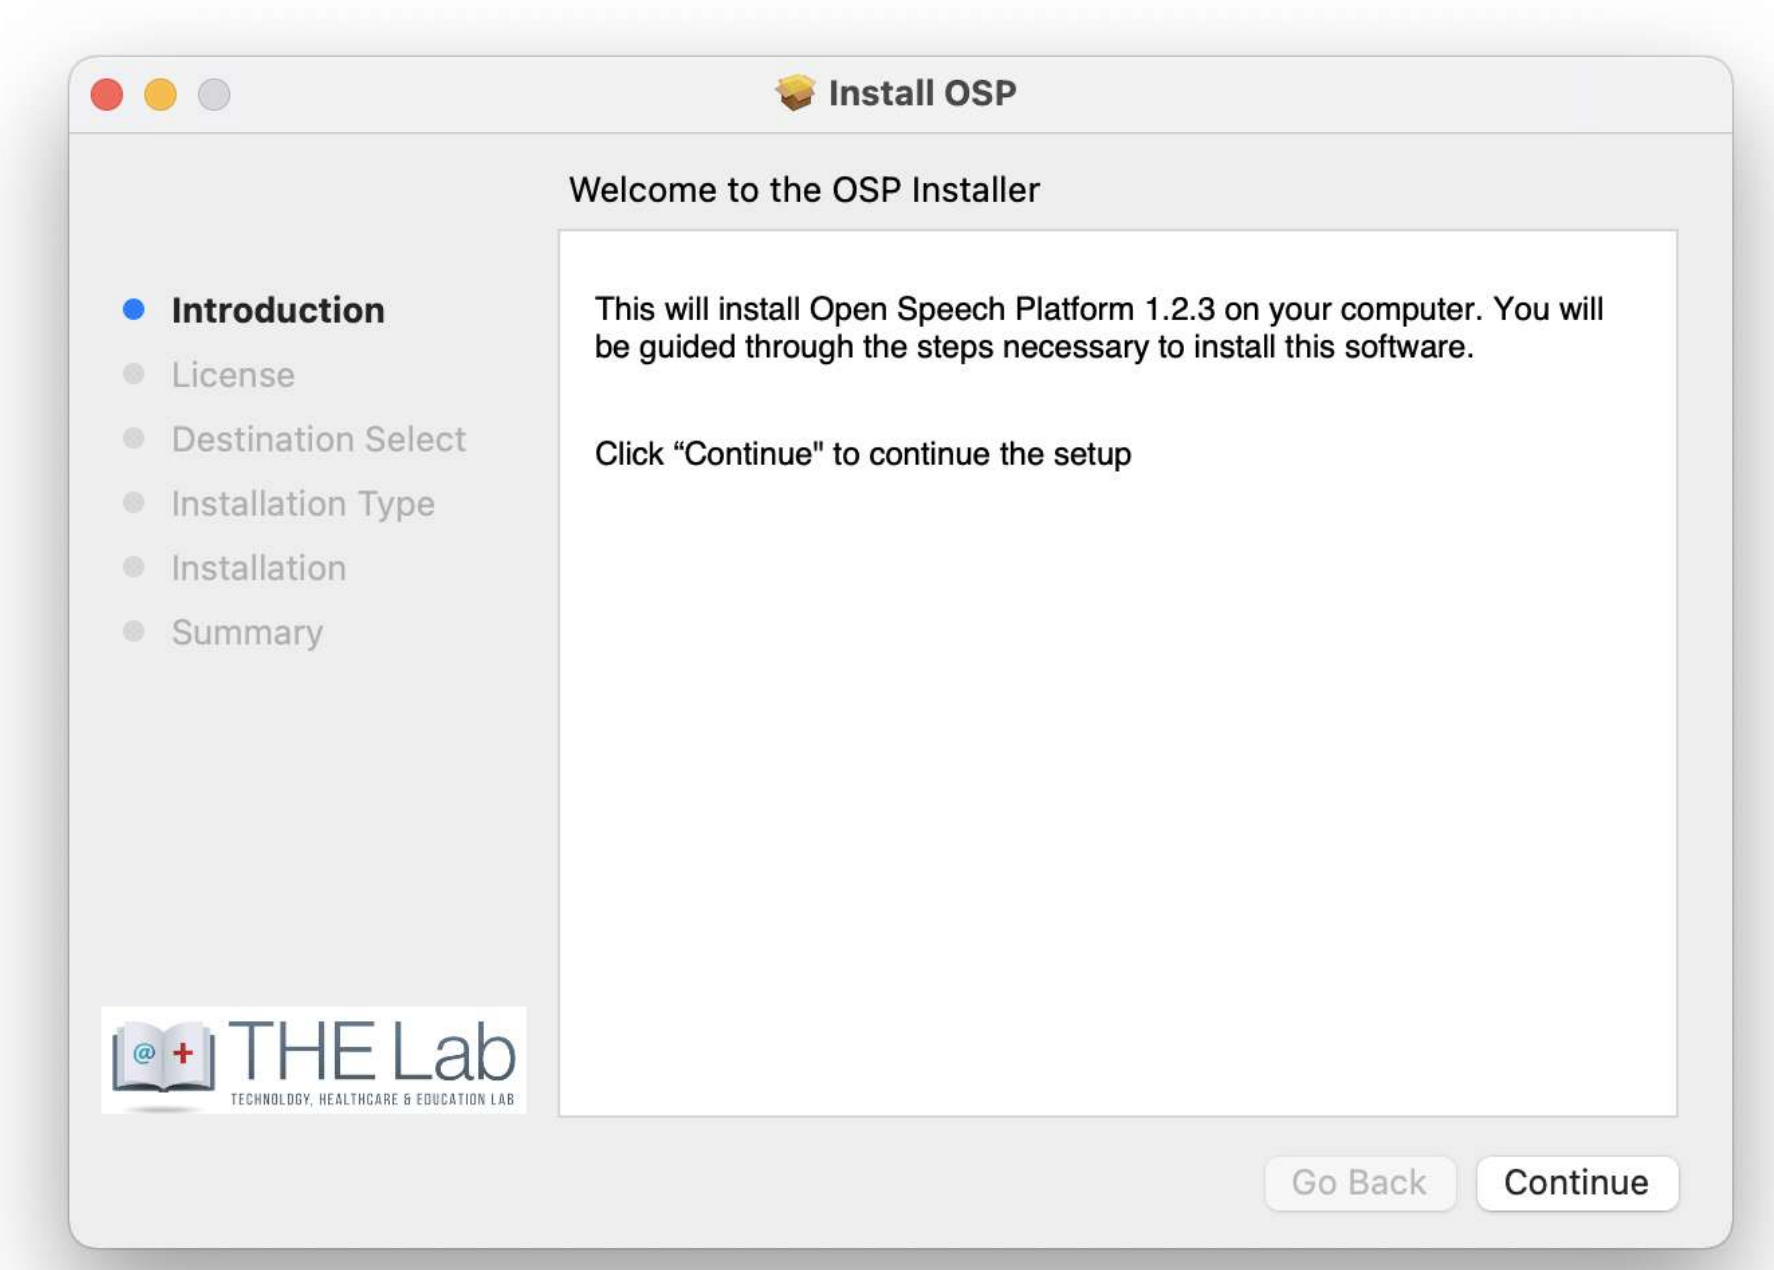 Install OSP
Welcome to the OSP Installer
Introduction
License
Destination Select
Installation Type
Installation
Summary
This will install Open Speech Platform 1.2.3 on your computer. You will
be guided through the steps necessary to install this software.
Click “Continue" to continue the setup
@ +
THE Lab
TECHNOLOGY, HEALTHCARE & EDUCATION LAB
Go Back
Continue